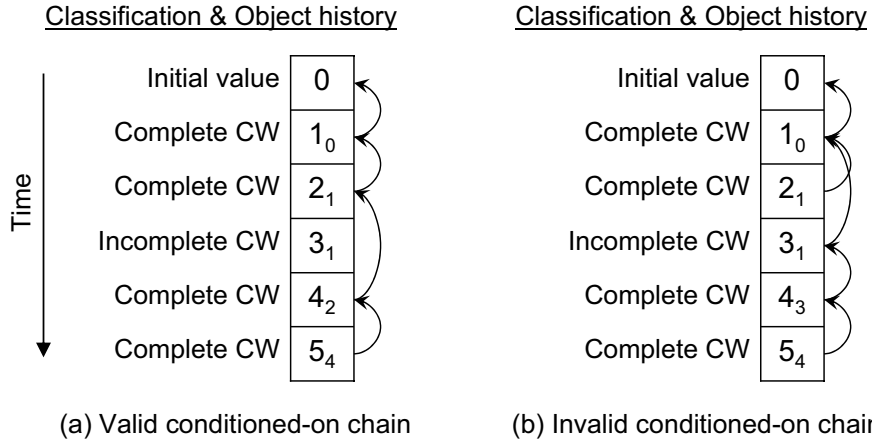 Classification & Object history
Initial value 0
Complete CW 1₀
Complete CW 2₁
Incomplete CW 3₁
Complete CW 4₂
Complete CW 5₄
Time
(a) Valid conditioned-on chain
Classification & Object history
Initial value 0
Complete CW 1₀
Complete CW 2₁
Incomplete CW 3₁
Complete CW 4₃
Complete CW 5₄
(b) Invalid conditioned-on chain